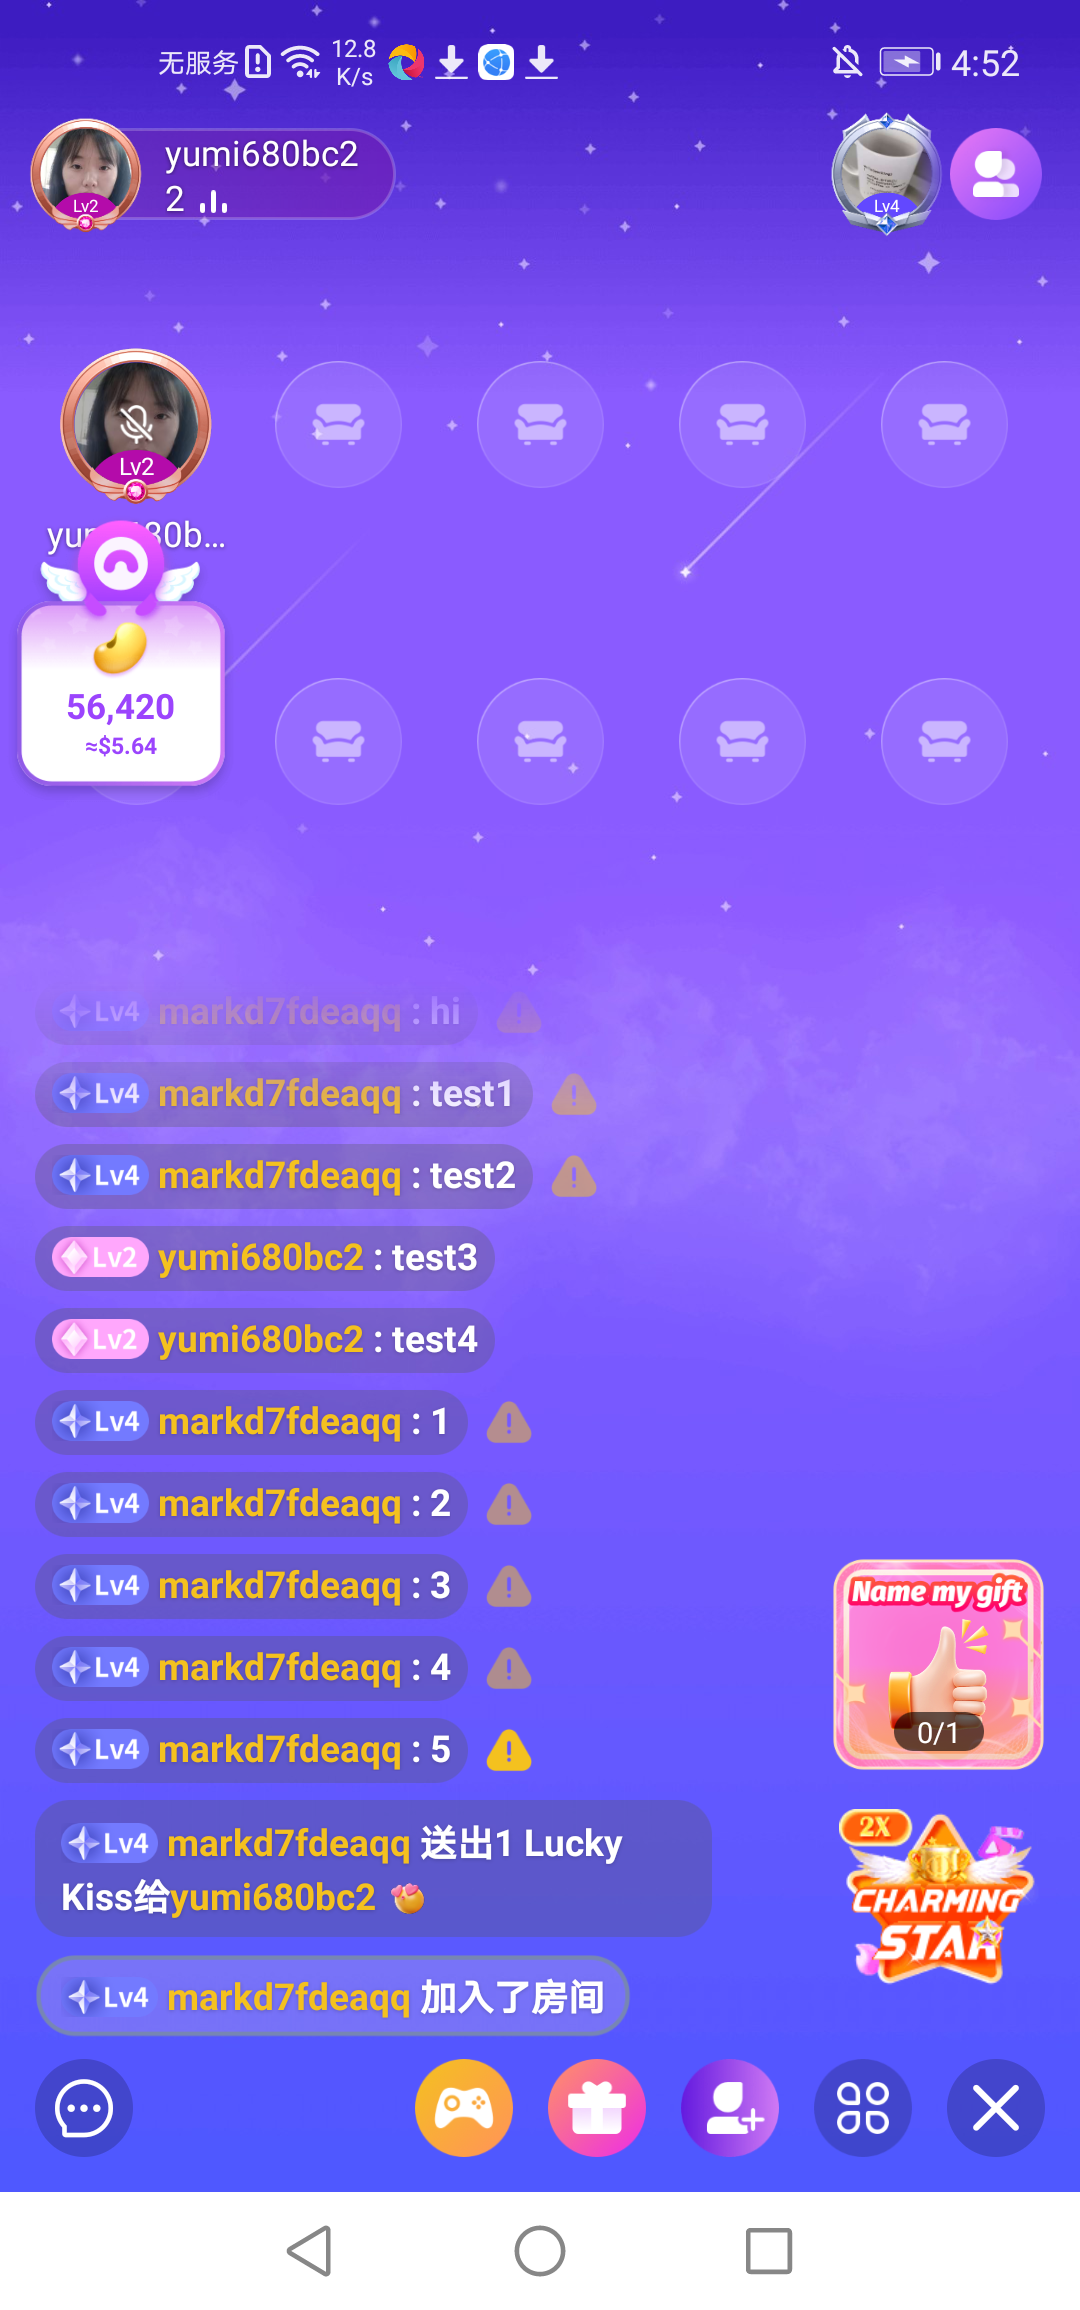 无服务 12.8 K/s 4:52
yumi680bc2
2
Lv2
Lv4
Lv2
56,420
≈$5.64
Lv4 markd7fdeaqq : hi
Lv4 markd7fdeaqq : test1
Lv4 markd7fdeaqq : test2
Lv2 yumi680bc2 : test3
Lv2 yumi680bc2 : test4
Lv4 markd7fdeaqq : 1
Lv4 markd7fdeaqq : 2
Lv4 markd7fdeaqq : 3
Lv4 markd7fdeaqq : 4
Lv4 markd7fdeaqq : 5
Name my gift
0/1
Lv4 markd7fdeaqq 送出1 Lucky
Kiss给yumi680bc2
2X
CHARMING
STAR
Lv4 markd7fdeaqq 加入了房间